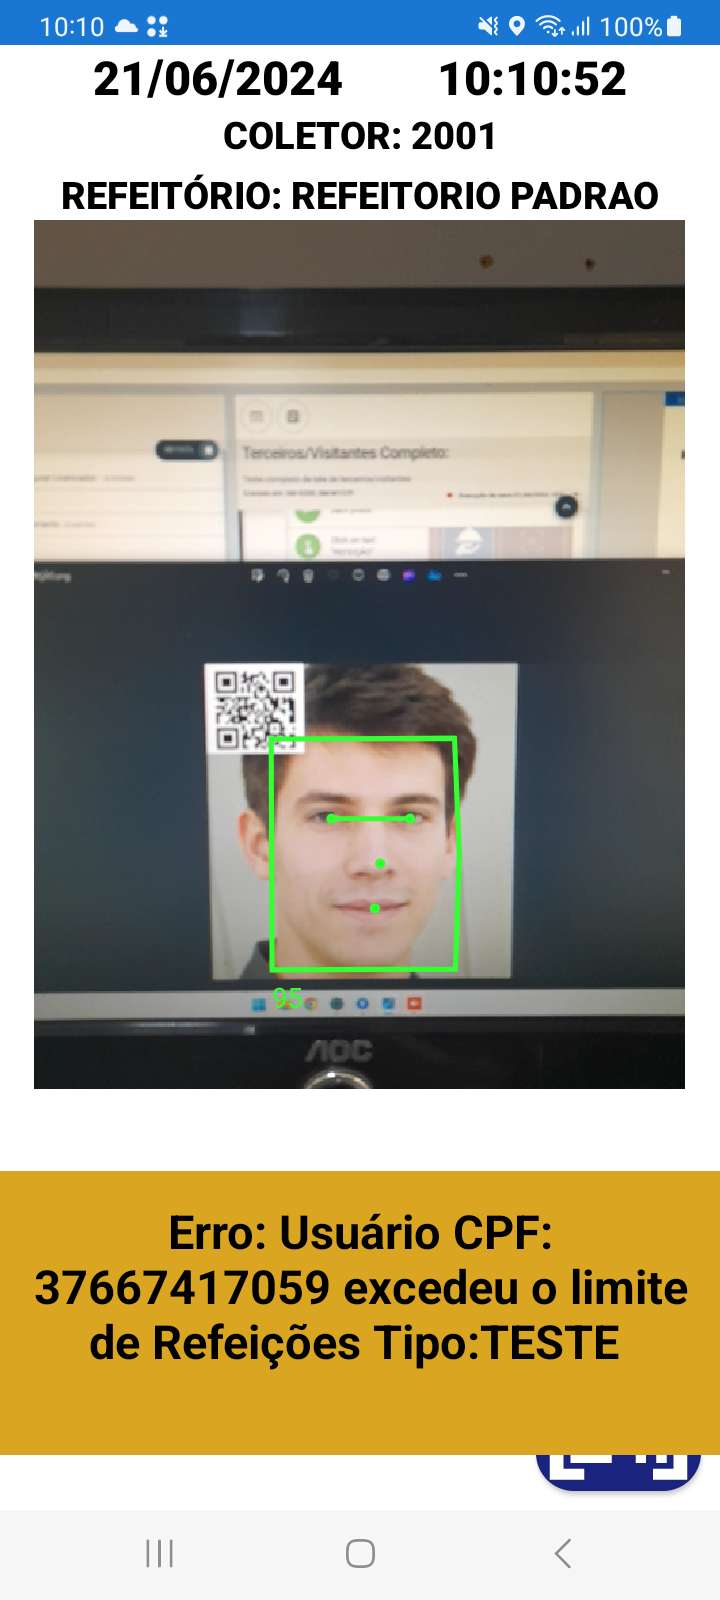 10:10 100%
21/06/2024 10:10:52
COLETOR: 2001
REFEITÓRIO: REFEITORIO PADRAO
Terceiros/Visitantes Completo:
95
AOC
Erro: Usuário CPF:
37667417059 excedeu o limite
de Refeições Tipo:TESTE